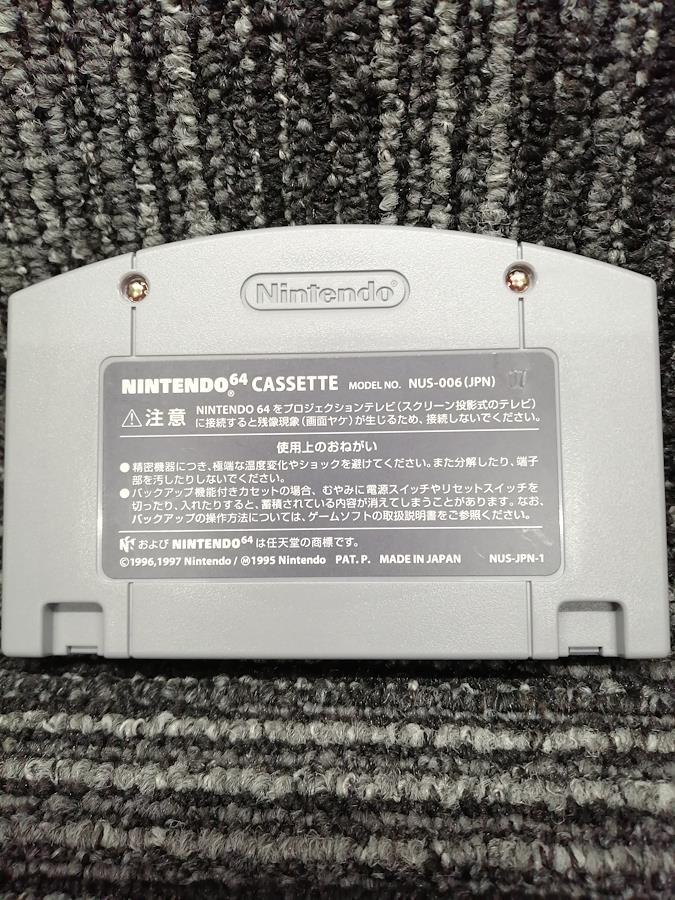 Nintendo
NINTENDO64® CASSETTE MODEL NO. NUS-006(JPN)
⚠注意 NINTENDO 64 をプロジェクションテレビ(スクリーン投影式のテレビ)
に接続すると残像現象(画面ヤケ)が生じるため、接続しないでください。
使用上のおねがい
●精密機器につき、極端な温度変化やショックを避けてください。また分解したり、端子
部を汚したりしないでください。
●バックアップ機能付きカセットの場合、むやみに電源スイッチやリセットスイッチを
切ったり、入れたりすると、蓄積されている内容が消えてしまうことがあります。なお、
バックアップの操作方法については、ゲームソフトの取扱説明書をご参照ください。
および NINTENDO64 は任天堂の商標です。
©1996,1997 Nintendo/Ⓜ1995 Nintendo PAT. P. MADE IN JAPAN NUS-JPN-1